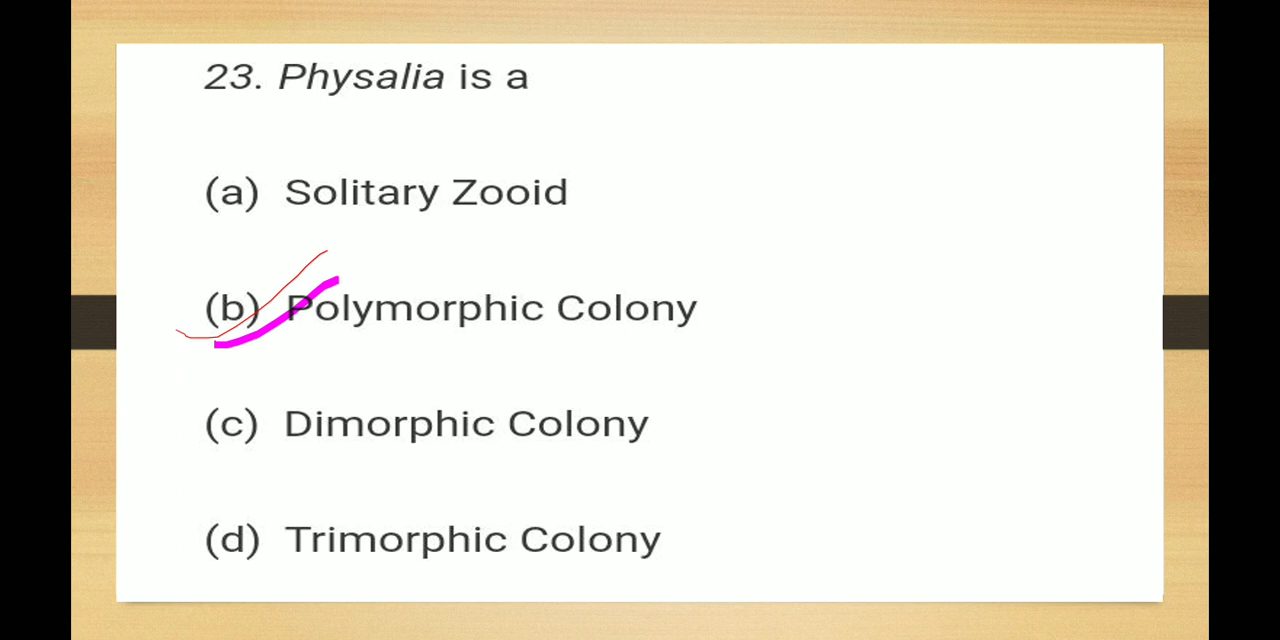 23. Physalia is a
(a) Solitary Zooid
(b) Polymorphic Colony
(c) Dimorphic Colony
(d) Trimorphic Colony